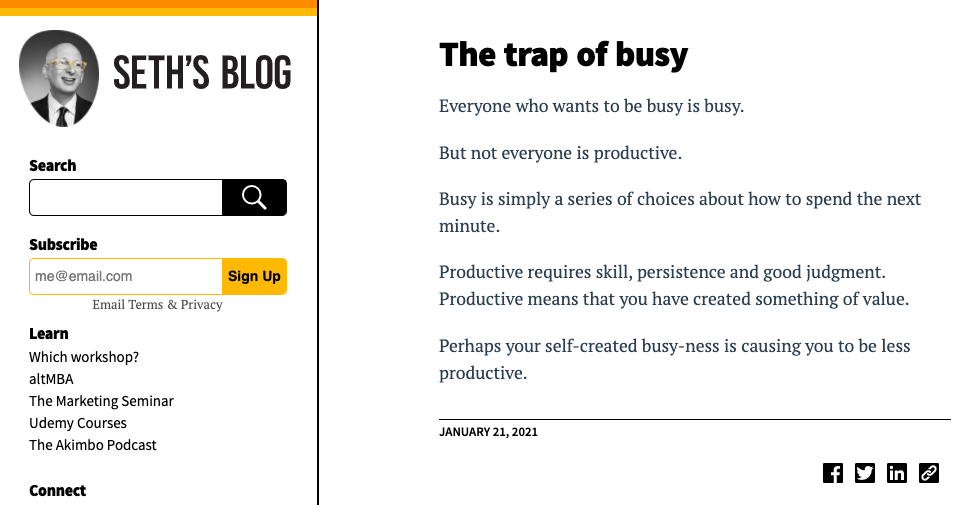 SETH'S BLOG
Search
Subscribe
me@email.com
Sign Up
Email Terms & Privacy
Learn
Which workshop?
altMBA
The Marketing Seminar
Udemy Courses
The Akimbo Podcast
Connect
The trap of busy
Everyone who wants to be busy is busy.
But not everyone is productive.
Busy is simply a series of choices about how to spend the next
minute.
Productive requires skill, persistence and good judgment.
Productive means that you have created something of value.
Perhaps your self-created busy-ness is causing you to be less
productive.
JANUARY 21, 2021